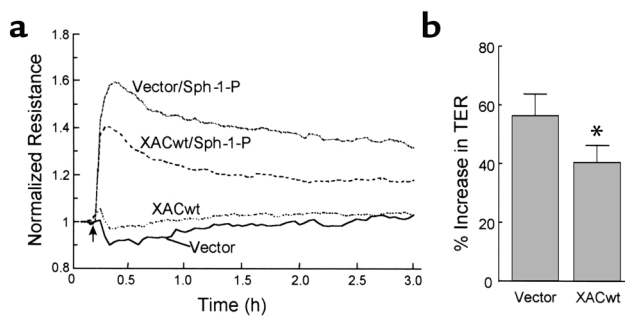 a
Normalized Resistance
1.8
1.6
1.4
1.2
1
0.8
Vector/Sph-1-P
XACwt/Sph-1-P
XACwt
Vector
0
0.5
1.0
1.5
2.0
2.5
3.0
Time (h)
b
% Increase in TER
80
60
40
20
0
*
Vector
XACwt